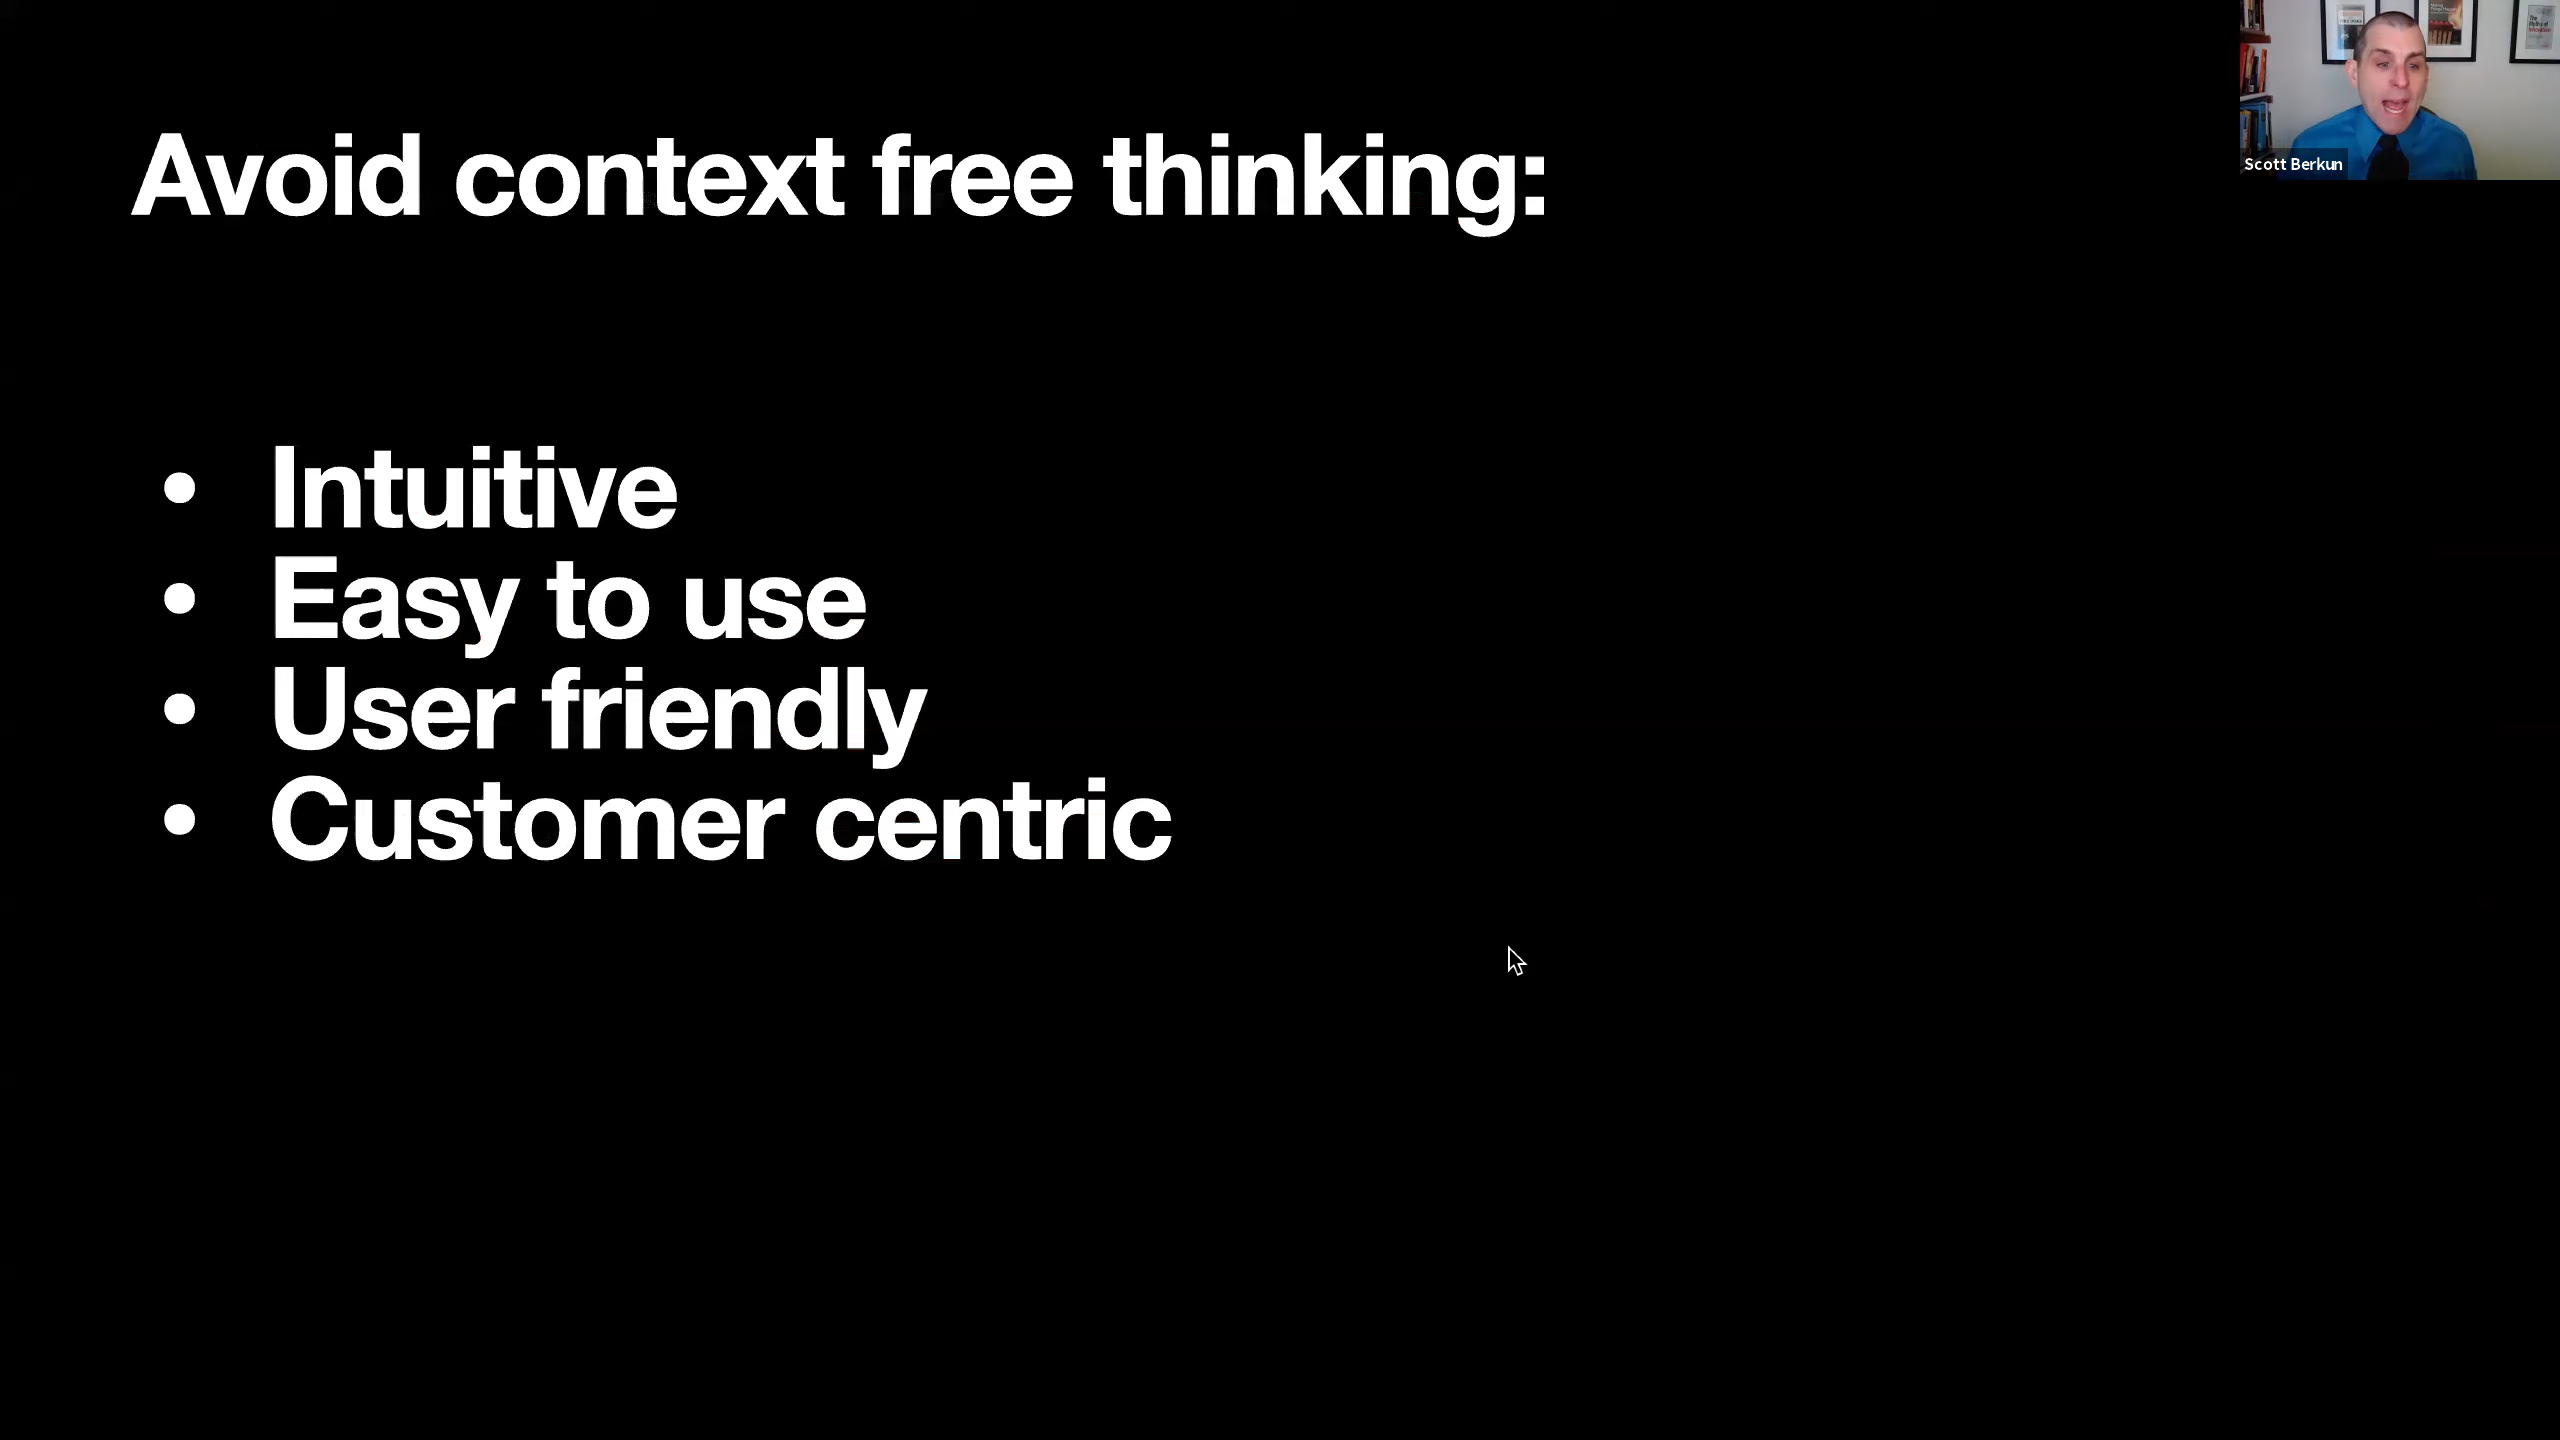 Avoid context free thinking:
• Intuitive
• Easy to use
• User friendly
• Customer centric
Scott Berkun